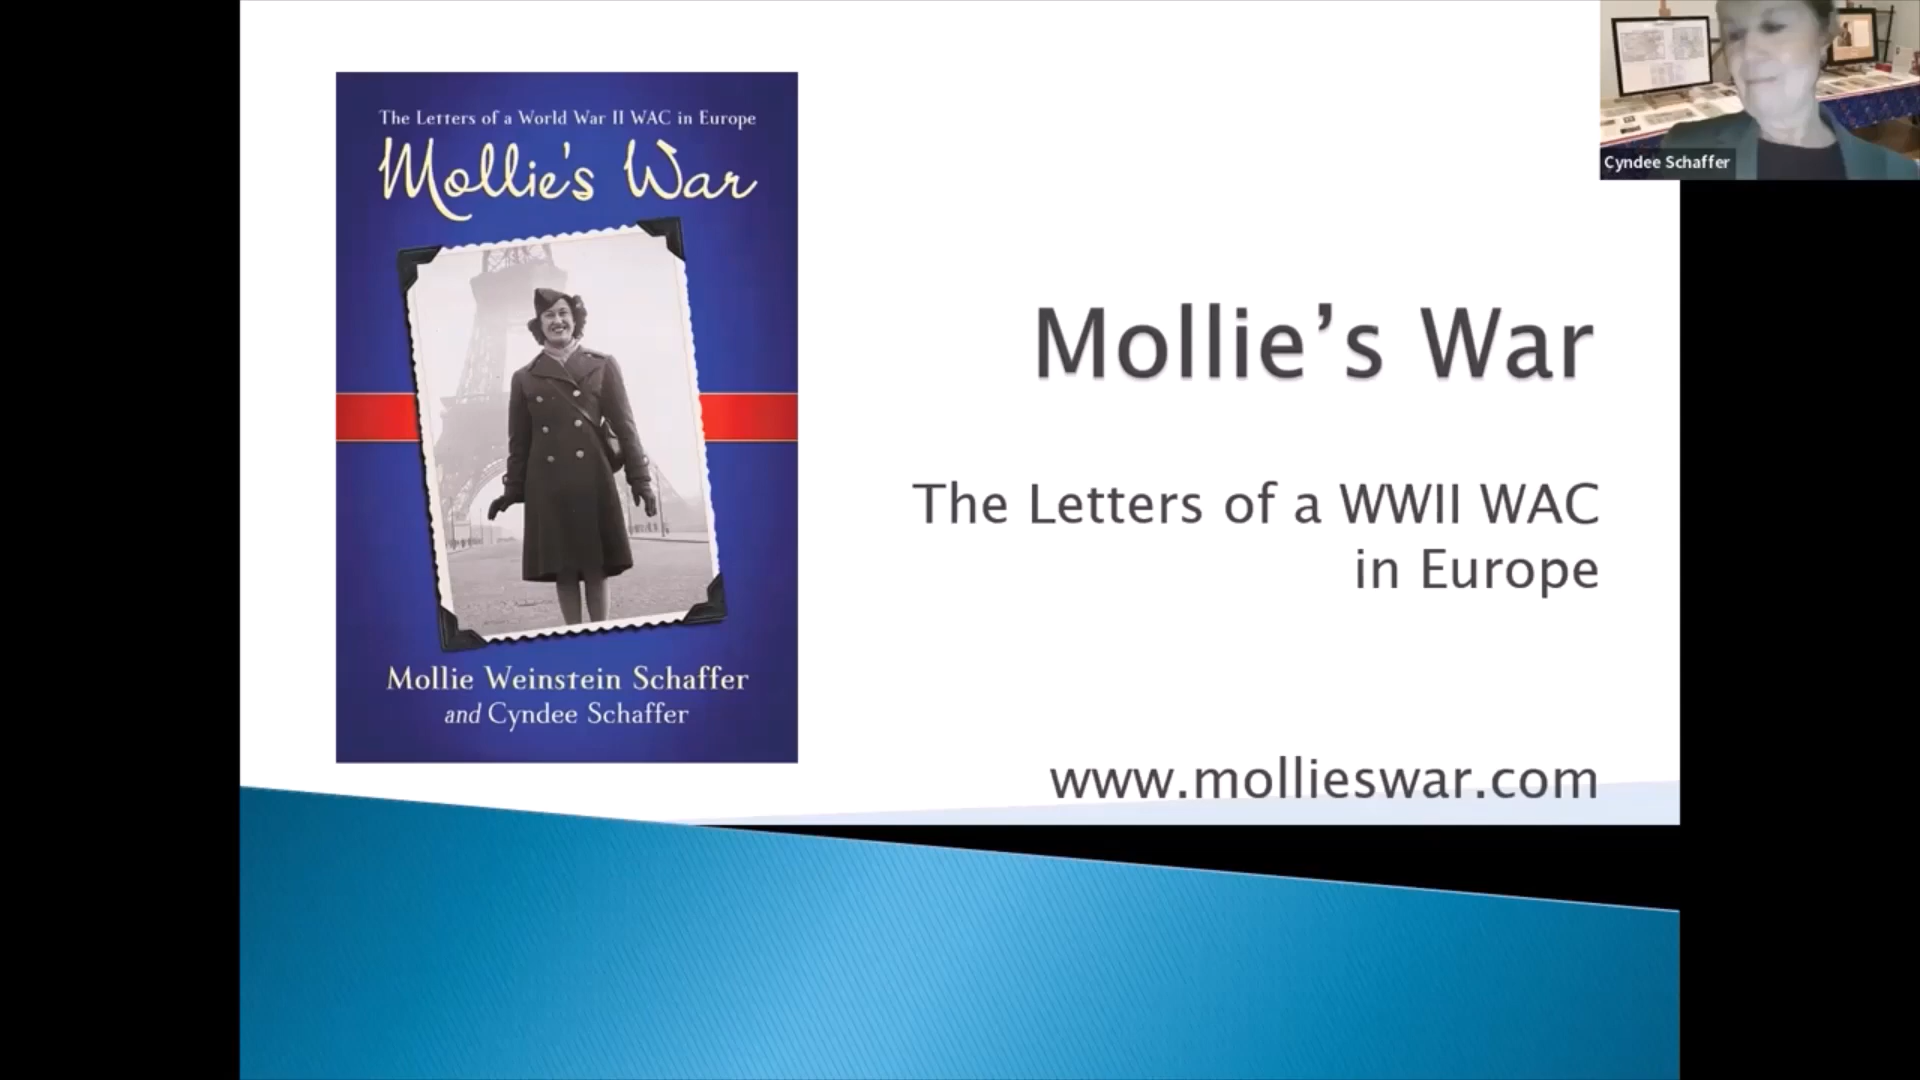 The Letters of a World War II WAC in Europe
Mollie's War
Mollie Weinstein Schaffer
and Cyndee Schaffer
Mollie’s War
The Letters of a WWII WAC
in Europe
www.mollieswar.com
Cyndee Schaffer